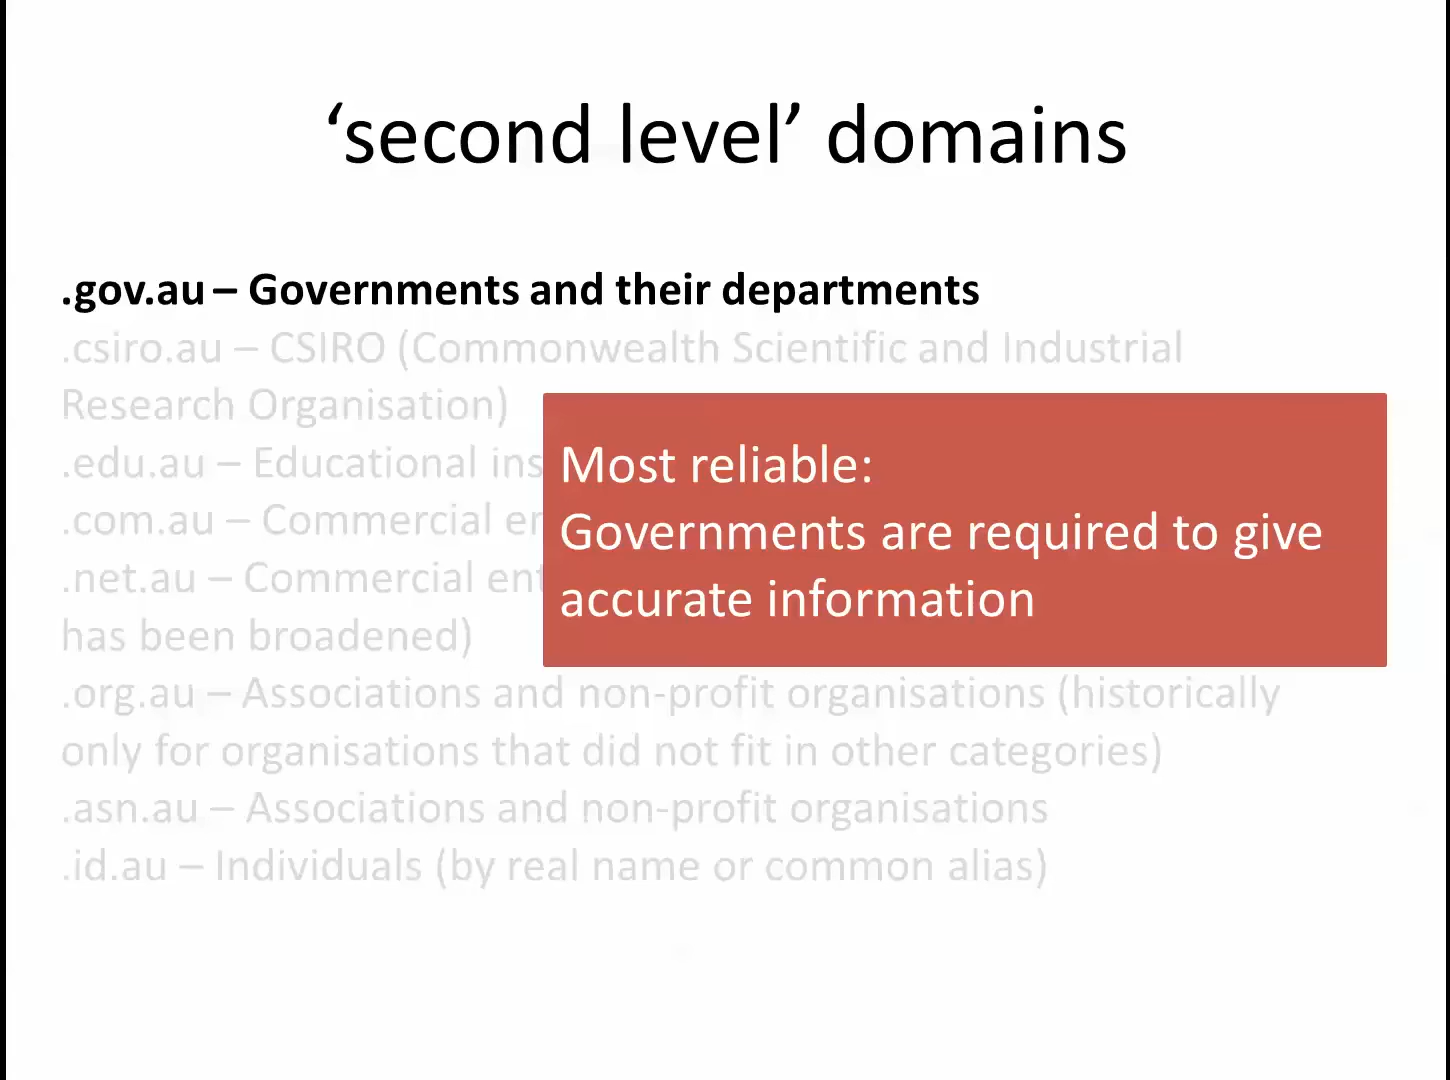 ‘second level’ domains
.gov.au – Governments and their departments
.csiro.au – CSIRO (Commonwealth Scientific and Industrial
Research Organisation)
.edu.au – Educational
.com.au – Commercial
.net.au – Commercial
has been broadened)
Most reliable:
Governments are required to give
accurate information
.org.au – Associations and non-profit organisations (historically
only for organisations that did not fit in other categories)
.asn.au – Associations and non-profit organisations
.id.au – Individuals (by real name or common alias)